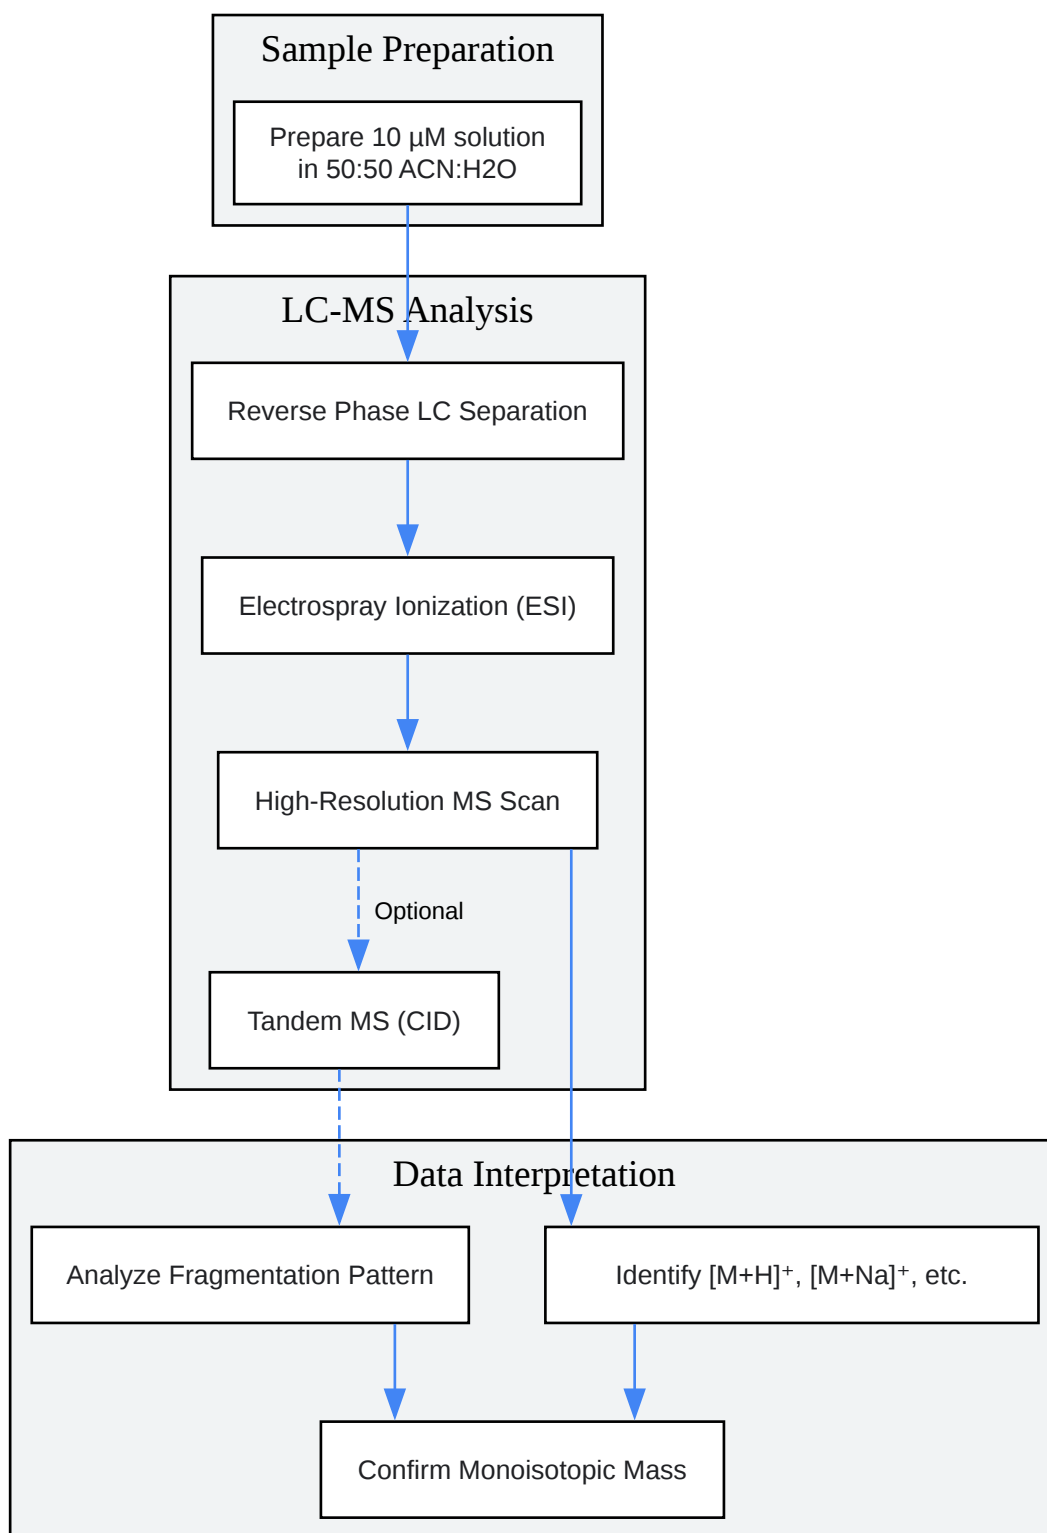 Sample Preparation
Prepare 10 µM solution
in 50:50 ACN:H2O
LC-MS Analysis
Reverse Phase LC Separation
Electrospray Ionization (ESI)
High-Resolution MS Scan
Optional
Tandem MS (CID)
Data Interpretation
Analyze Fragmentation Pattern
Identify [M+H]⁺, [M+Na]⁺, etc.
Confirm Monoisotopic Mass